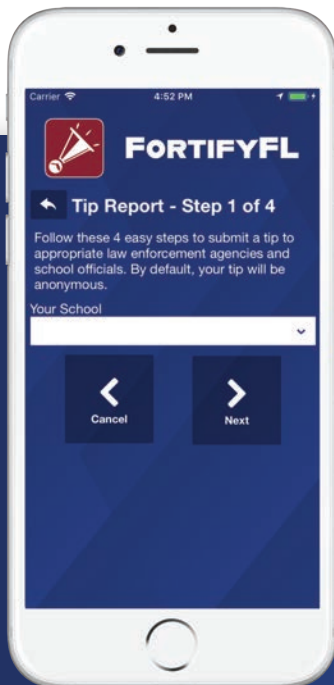 Carrier 4:52 PM
FORTIFYFL
Tip Report - Step 1 of 4
Follow these 4 easy steps to submit a tip to
appropriate law enforcement agencies and
school officials. By default, your tip will be
anonymous.
Your School
Cancel
Next